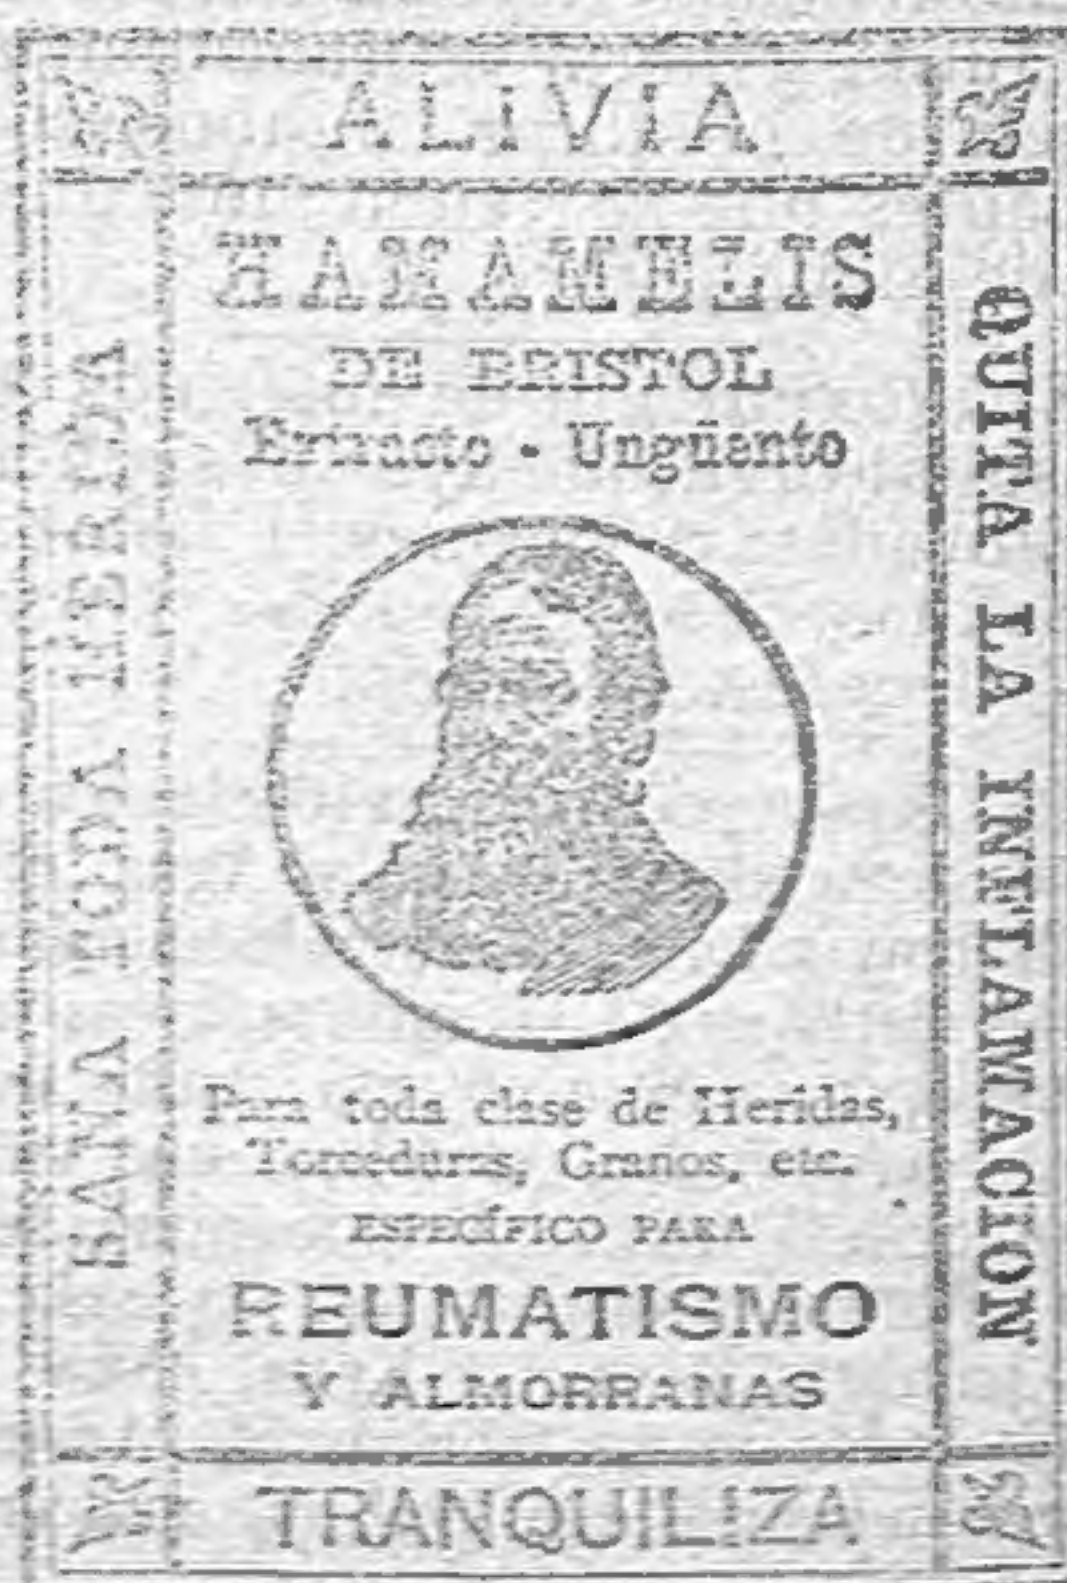 ALIVIA
HAMAMELIS
DE BRISTOL
Extracto - Ungüento
SANA TODA HERIDA
QUITA LA INFLAMACION
Para toda clase de Heridas,
Torceduras, Granos, etc.
ESPECÍFICO PARA
REUMATISMO
Y ALMORRANAS
TRANQUILIZA